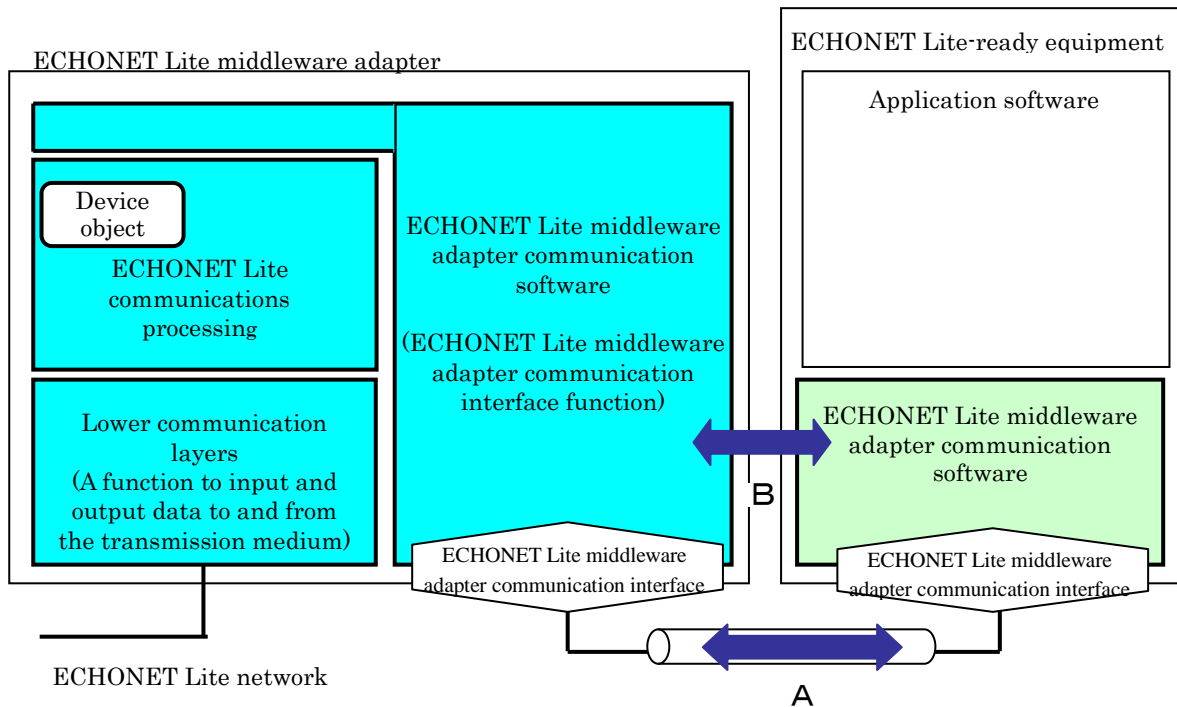 ECHONET Lite middleware adapter
Device
object
ECHONET Lite
communications
processing
Lower communication
layers
(A function to input and
output data to and from
the transmission medium)
ECHONET Lite middleware
adapter communication
software
(ECHONET Lite middleware
adapter communication
interface function)
ECHONET Lite middleware
adapter communication interface
ECHONET Lite network
ECHONET Lite-ready equipment
Application software
ECHONET Lite middleware
adapter communication
software
ECHONET Lite middleware
adapter communication interface
B
A